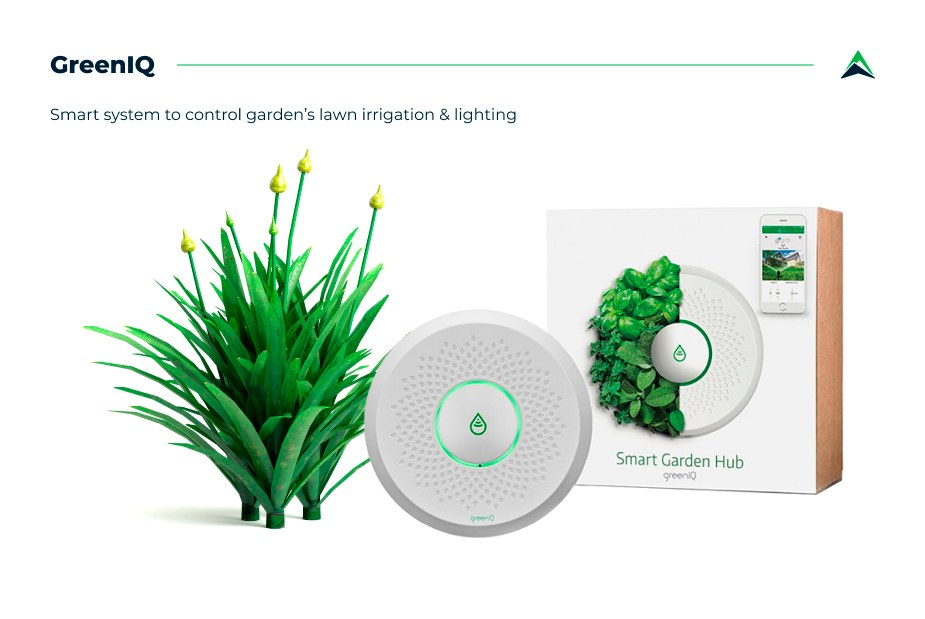 GreenIQ
Smart system to control garden's lawn irrigation & lighting
Smart Garden Hub
greenIQ
greenIQ